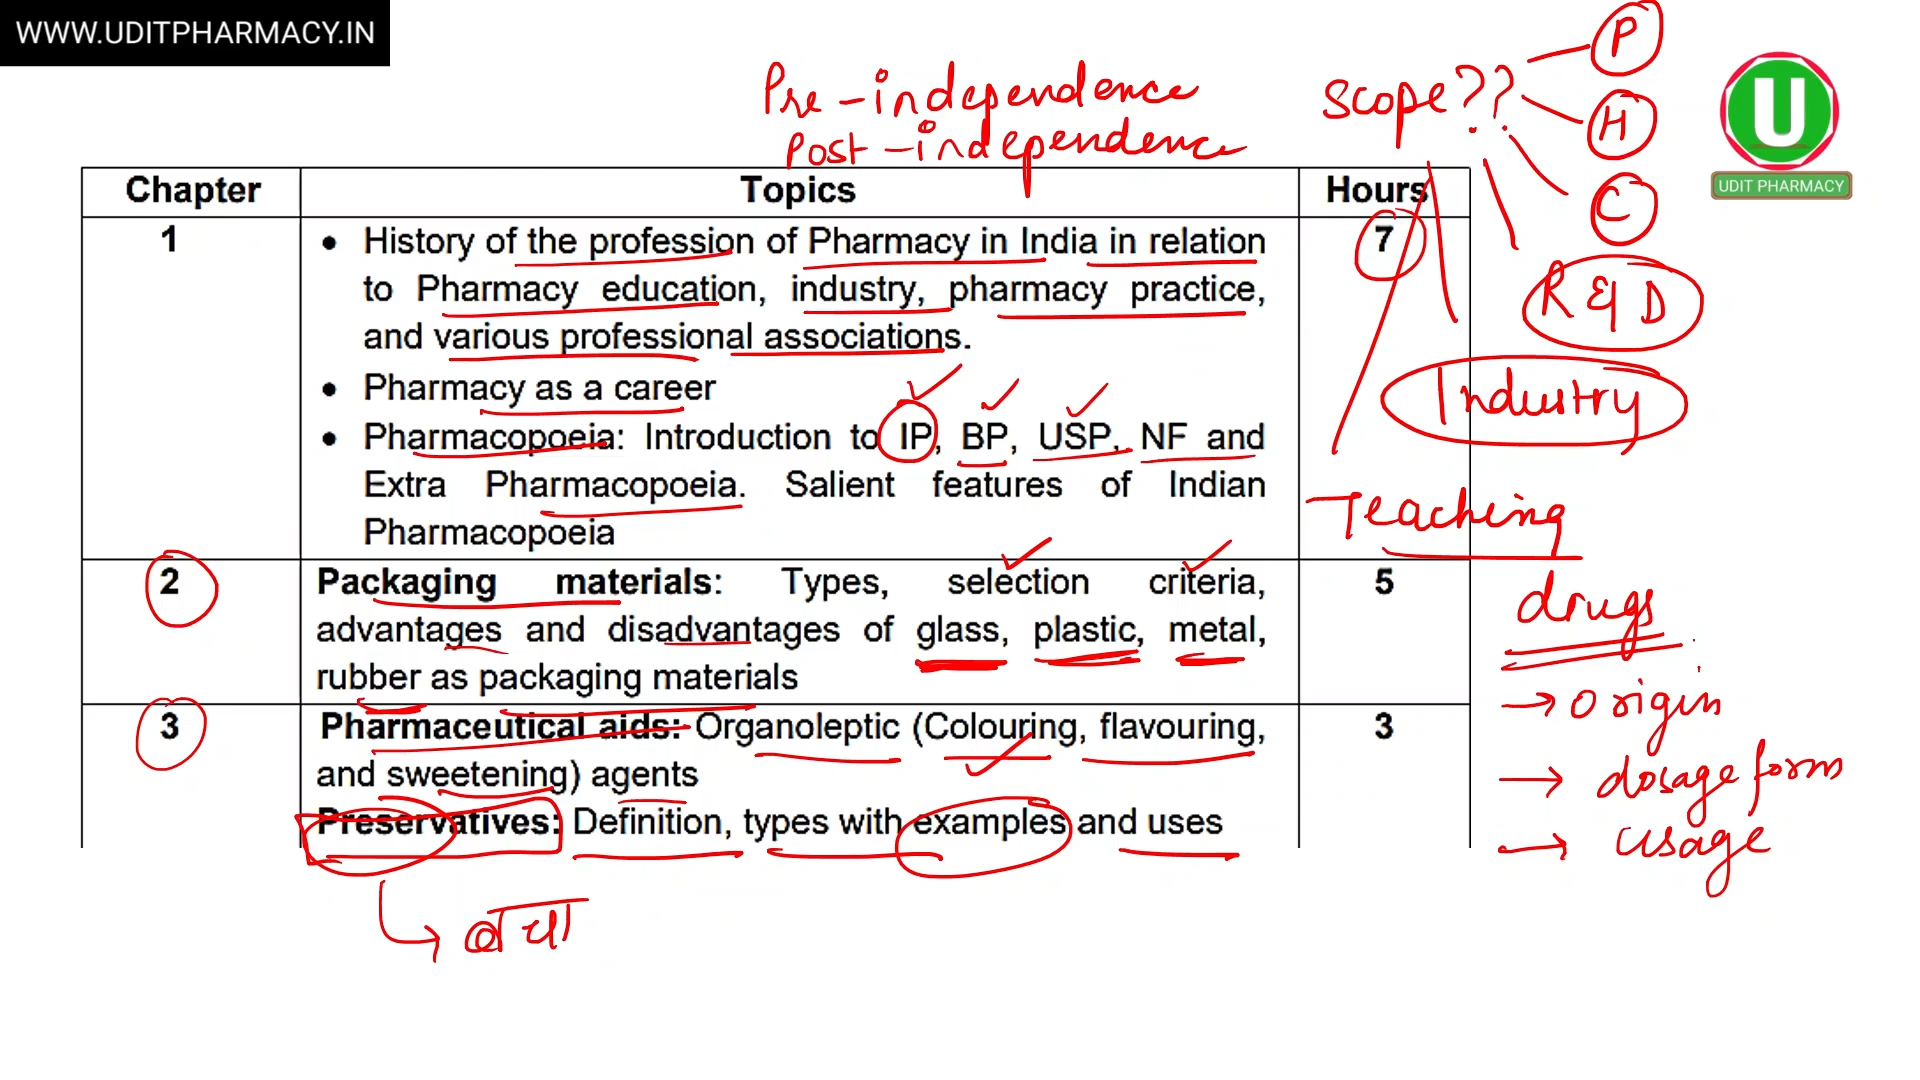 WWW.UDITPHARMACY.IN
Pre-independence
Post-independence
Scope??
P
H
C
R&D
Industry
Teaching
U
UDIT PHARMACY
Chapter Topics Hours
1
• History of the profession of Pharmacy in India in relation
to Pharmacy education, industry, pharmacy practice,
and various professional associations.
• Pharmacy as a career
• Pharmacopoeia: Introduction to IP, BP, USP, NF and
Extra Pharmacopoeia. Salient features of Indian
Pharmacopoeia
7
2
Packaging materials: Types, selection criteria,
advantages and disadvantages of glass, plastic, metal,
rubber as packaging materials
5
3
Pharmaceutical aids: Organoleptic (Colouring, flavouring,
and sweetening) agents
Preservatives: Definition, types with examples and uses
3
drugs
→ origin
→ dosage form
→ usage